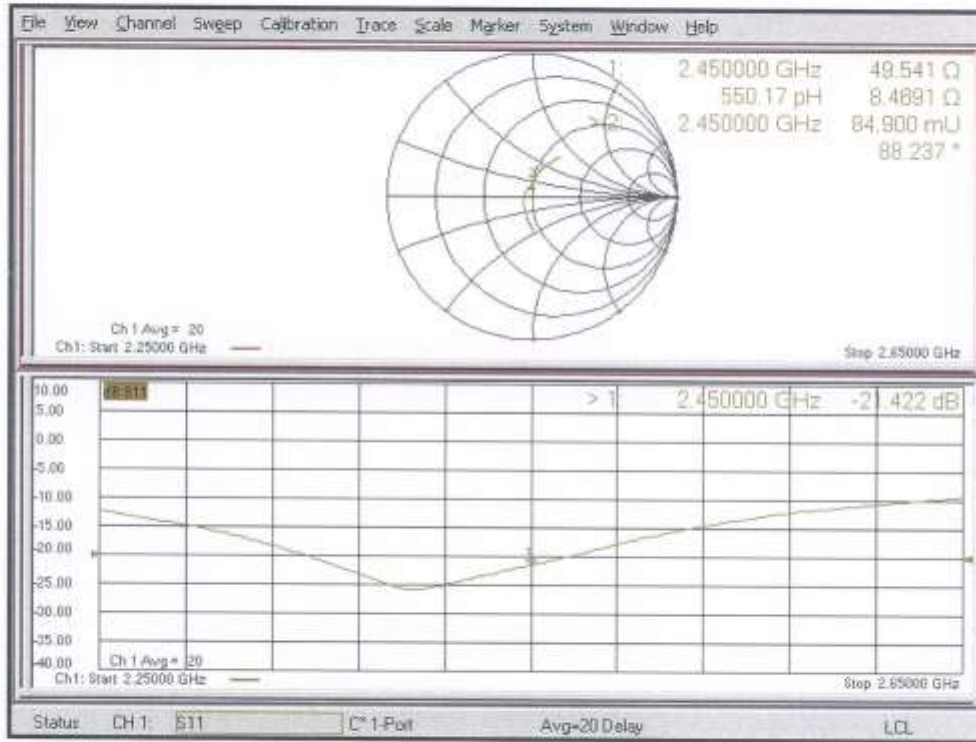 File View Channel Sweep Calibration Trace Scale Marker System Window Help
1: 2.450000 GHz 49.541 Ω
550.17 pH 8.4691 Ω
> 2: 2.450000 GHz 84.900 mU
88.237 °
Ch 1 Avg = 20
Ch1: Start 2.25000 GHz
Stop 2.65000 GHz
10.00 dB-S11
> 1: 2.450000 GHz -21.422 dB
5.00
0.00
-5.00
-10.00
-15.00
-20.00
1
-25.00
-30.00
-35.00
-40.00
Ch 1 Avg = 20
Ch1: Start 2.25000 GHz
Stop 2.65000 GHz
Status CH 1: S11 C* 1-Port Avg=20 Delay LCL